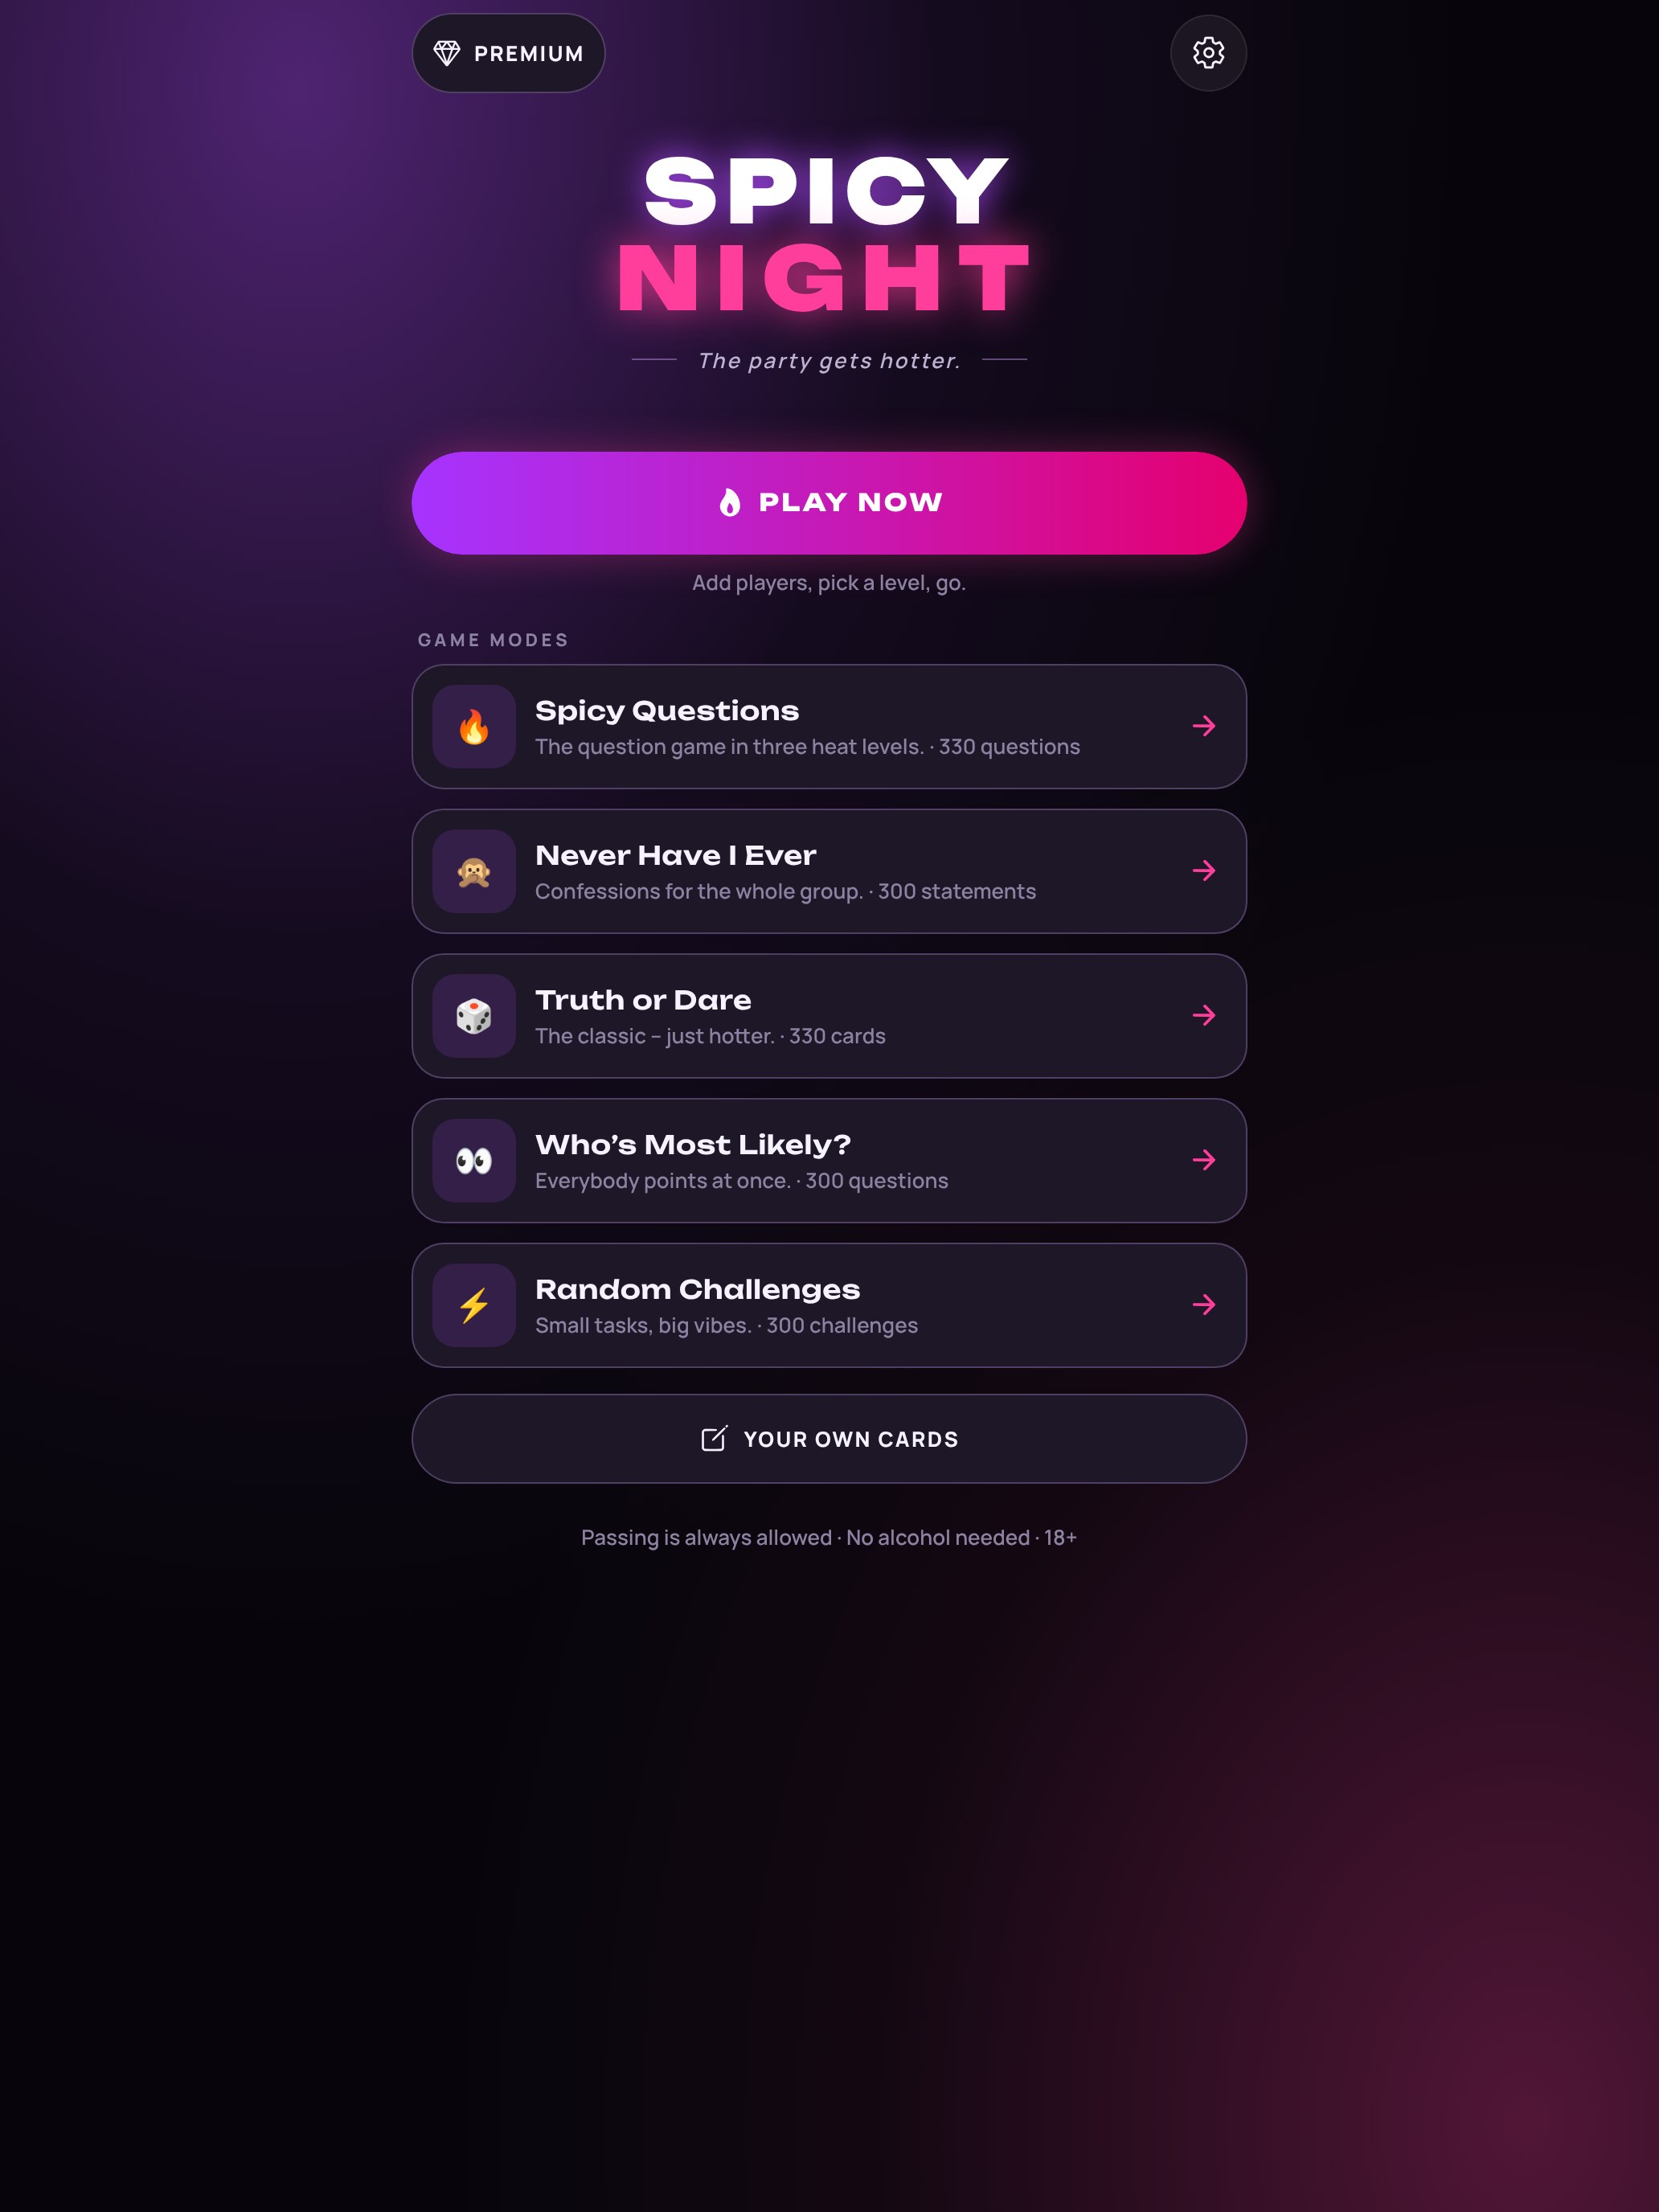 PREMIUM
SPICY
NIGHT
The party gets hotter.
PLAY NOW
Add players, pick a level, go.
GAME MODES
Spicy Questions
The question game in three heat levels. · 330 questions
Never Have I Ever
Confessions for the whole group. · 300 statements
Truth or Dare
The classic – just hotter. · 330 cards
Who’s Most Likely?
Everybody points at once. · 300 questions
Random Challenges
Small tasks, big vibes. · 300 challenges
YOUR OWN CARDS
Passing is always allowed · No alcohol needed · 18+